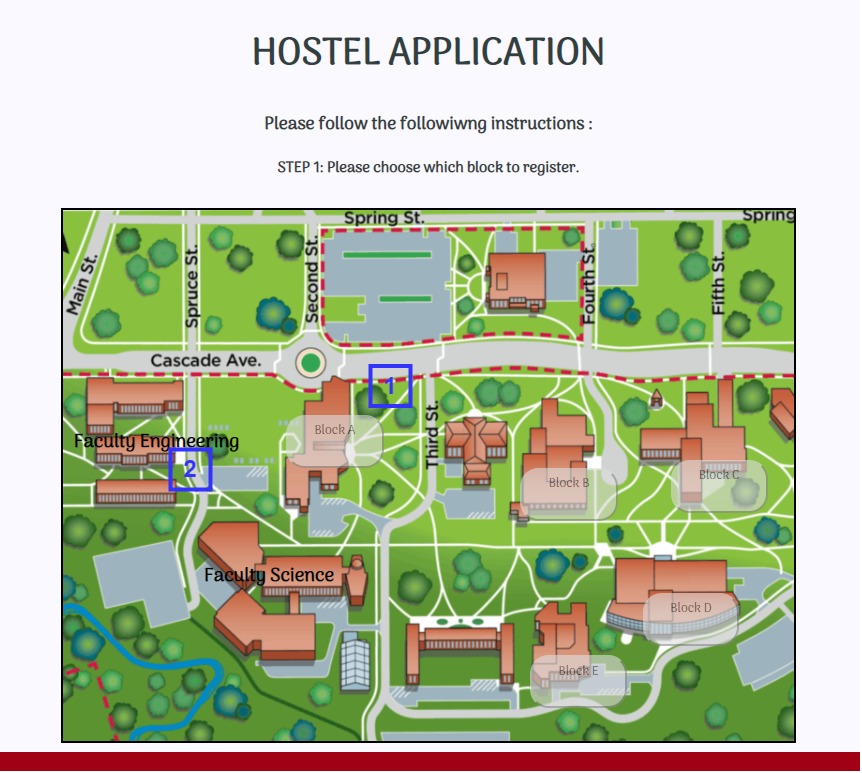 HOSTEL APPLICATION
Please follow the followiwng instructions :
STEP 1: Please choose which block to register.
Spring St.
Spring
Main St.
Spruce St.
Second St.
Fourth St.
Fifth St.
Cascade Ave.
1
Third St.
Block A
Faculty Engineering
2
Block B
Block C
Faculty Science
Block D
Block E